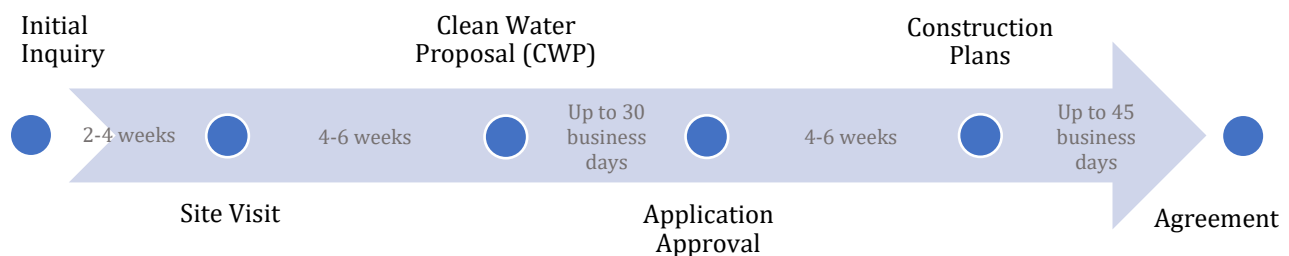 Initial
Inquiry
Clean Water
Proposal (CWP)
Construction
Plans
2-4 weeks
4-6 weeks
Up to 30
business
days
4-6 weeks
Up to 45
business
days
Site Visit
Application
Approval
Agreement